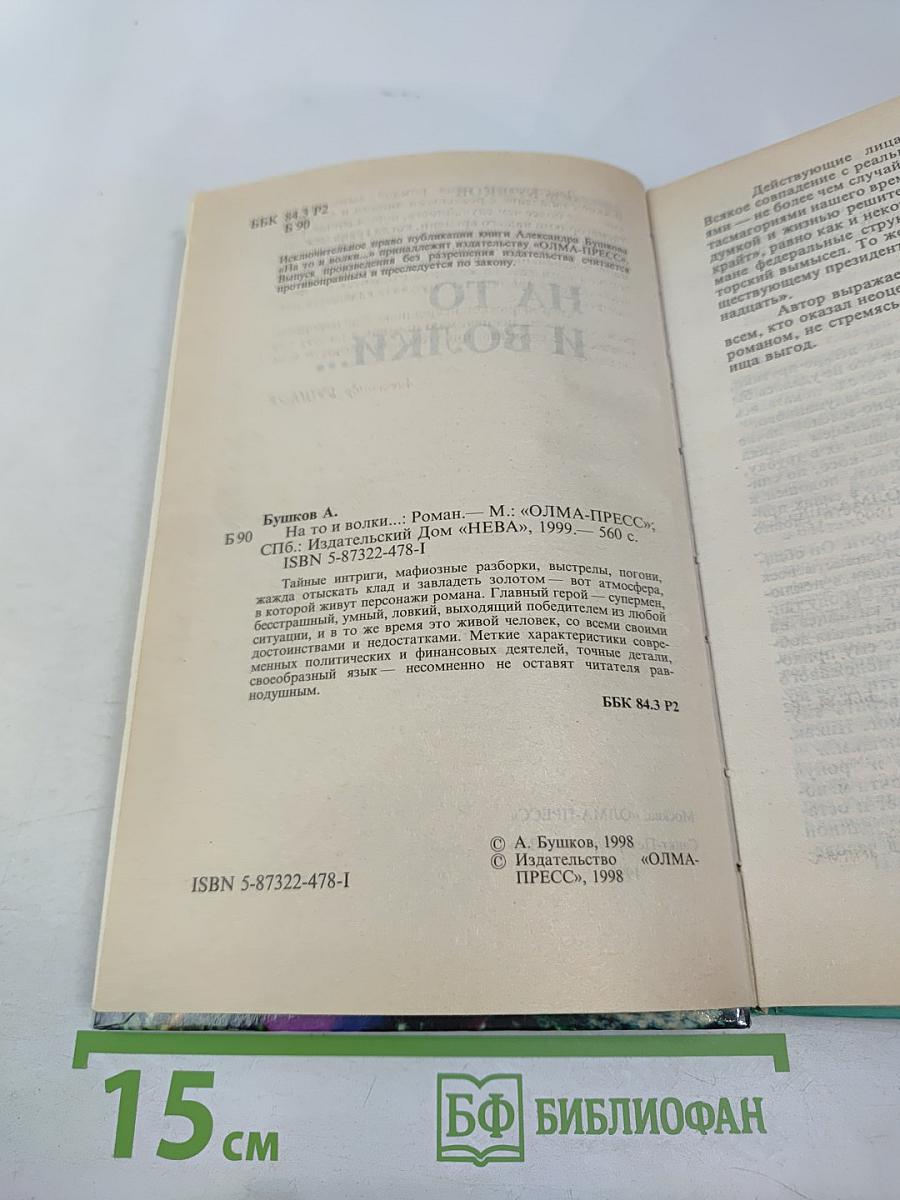 ББК 84.3 Р2
Б 90
Исключительное право публикации книги Александра Бушкова
«На то и волки...» принадлежит издательству «ОЛМА-ПРЕСС».
Выпуск произведения без разрешения издательства считается
противоправным и преследуется по закону.
Бушков А.
Б 90 На то и волки...: Роман.— М.: «ОЛМА-ПРЕСС»;
СПб.: Издательский Дом «НЕВА», 1999.— 560 с.
ISBN 5-87322-478-I
Тайные интриги, мафиозные разборки, выстрелы, погони,
жажда отыскать клад и завладеть золотом — вот атмосфера,
в которой живут персонажи романа. Главный герой — супермен,
бесстрашный, умный, ловкий, выходящий победителем из любой
ситуации, и в то же время это живой человек, со всеми своими
достоинствами и недостатками. Меткие характеристики совре-
менных политических и финансовых деятелей, точные детали,
своеобразный язык — несомненно не оставят читателя рав-
нодушным.
ББК 84.3 Р2
ISBN 5-87322-478-I
© А. Бушков, 1998
© Издательство «ОЛМА-
ПРЕСС», 1998
Действующие лица
Всякое совпадение с реаль
ями — не более чем случай
тасмагориями нашего врем
думкой и жизнью решите
крайт», равно как и неко
мане федеральные струк
торский вымысел. То же
ществующему президент
надцать».
Автор выражае
всем, кто оказал неоце
романом, не стремясь
ища выгод.
15 см
БФ БИБЛИОФАН